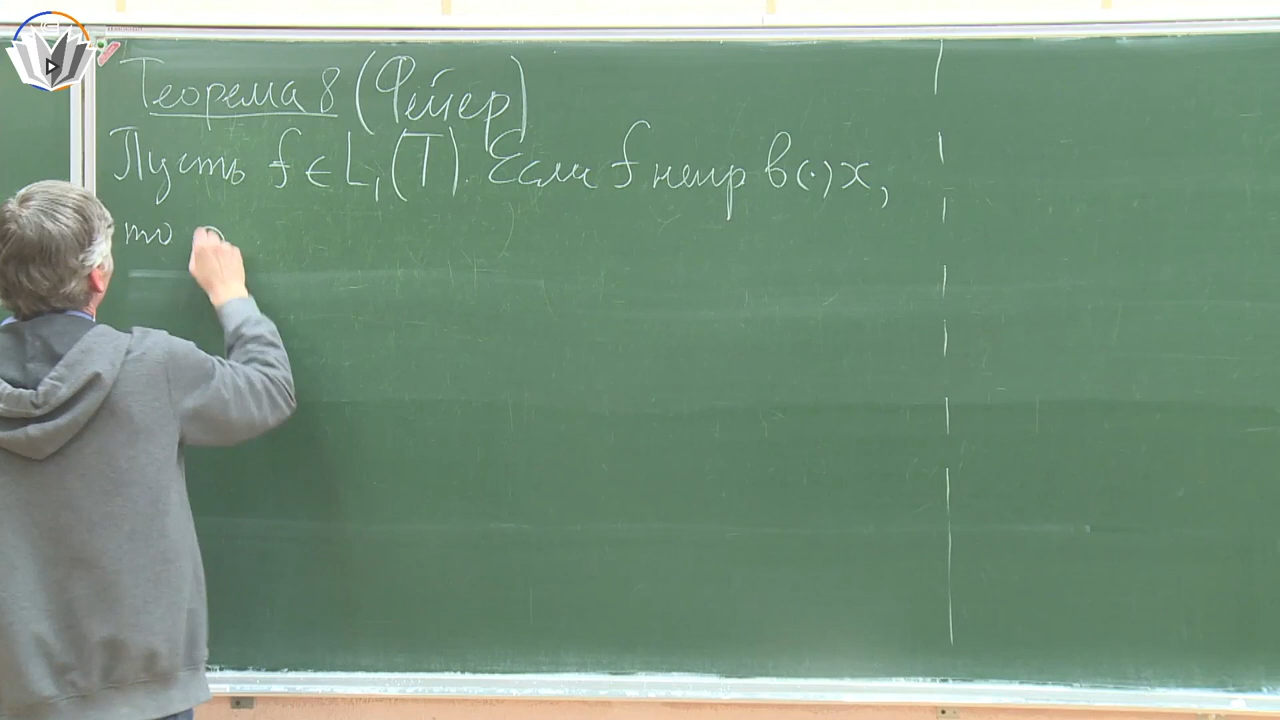 Теорема 8 (Фейер)
Пусть f ∈ L₁(T). Если f непр в (·) x,
то